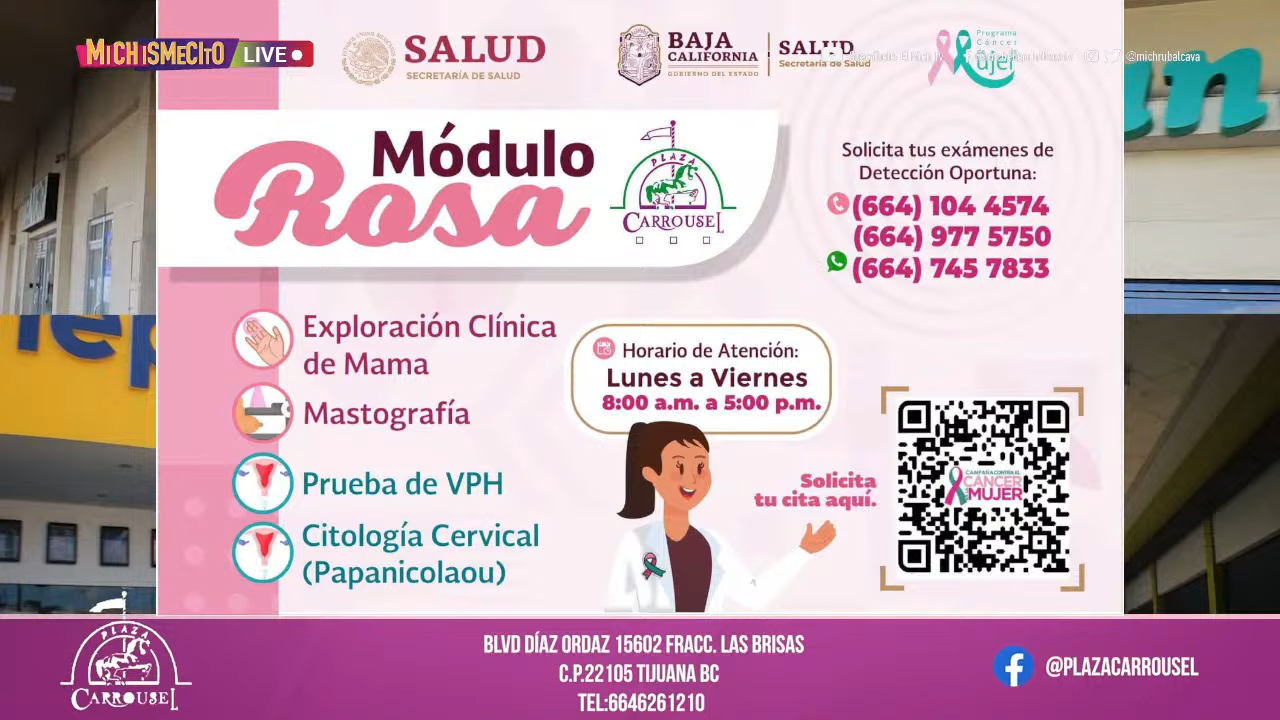 MICHISMECITO LIVE
SALUD
SECRETARÍA DE SALUD
BAJA
CALIFORNIA
GOBIERNO DEL ESTADO
SALUD
Secretaría de Salud
Programa
Cáncer
@michrubalcava
Módulo
Rosa
PLAZA
CARROUSEL
Solicita tus exámenes de
Detección Oportuna:
(664) 104 4574
(664) 977 5750
(664) 745 7833
Exploración Clínica
de Mama
Mastografía
Prueba de VPH
Citología Cervical
(Papanicolaou)
Horario de Atención:
Lunes a Viernes
8:00 a.m. a 5:00 p.m.
Solicita
tu cita aquí.
CAMPAÑA CONTRA EL
CÁNCER
MUJER
PLAZA
CARROUSEL
BLVD DÍAZ ORDAZ 15602 FRACC. LAS BRISAS
C.P.22105 TIJUANA BC
TEL:6646261210
@PLAZACARROUSEL